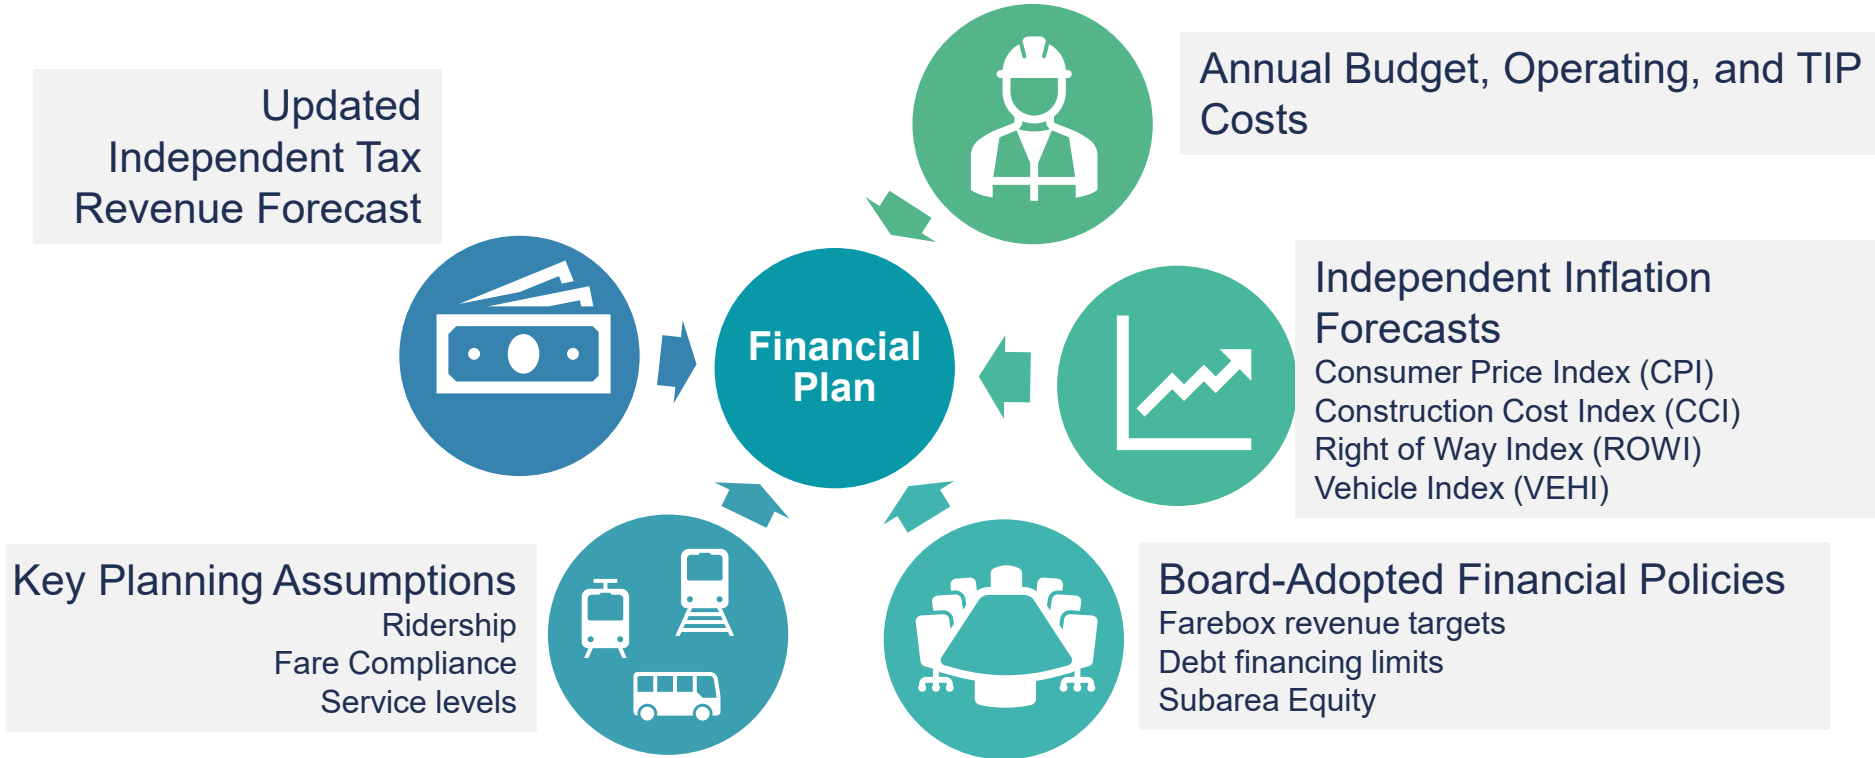 Updated
Independent Tax
Revenue Forecast
Annual Budget, Operating, and TIP
Costs
Financial
Plan
Independent Inflation
Forecasts
Consumer Price Index (CPI)
Construction Cost Index (CCI)
Right of Way Index (ROWI)
Vehicle Index (VEHI)
Key Planning Assumptions
Ridership
Fare Compliance
Service levels
Board-Adopted Financial Policies
Farebox revenue targets
Debt financing limits
Subarea Equity